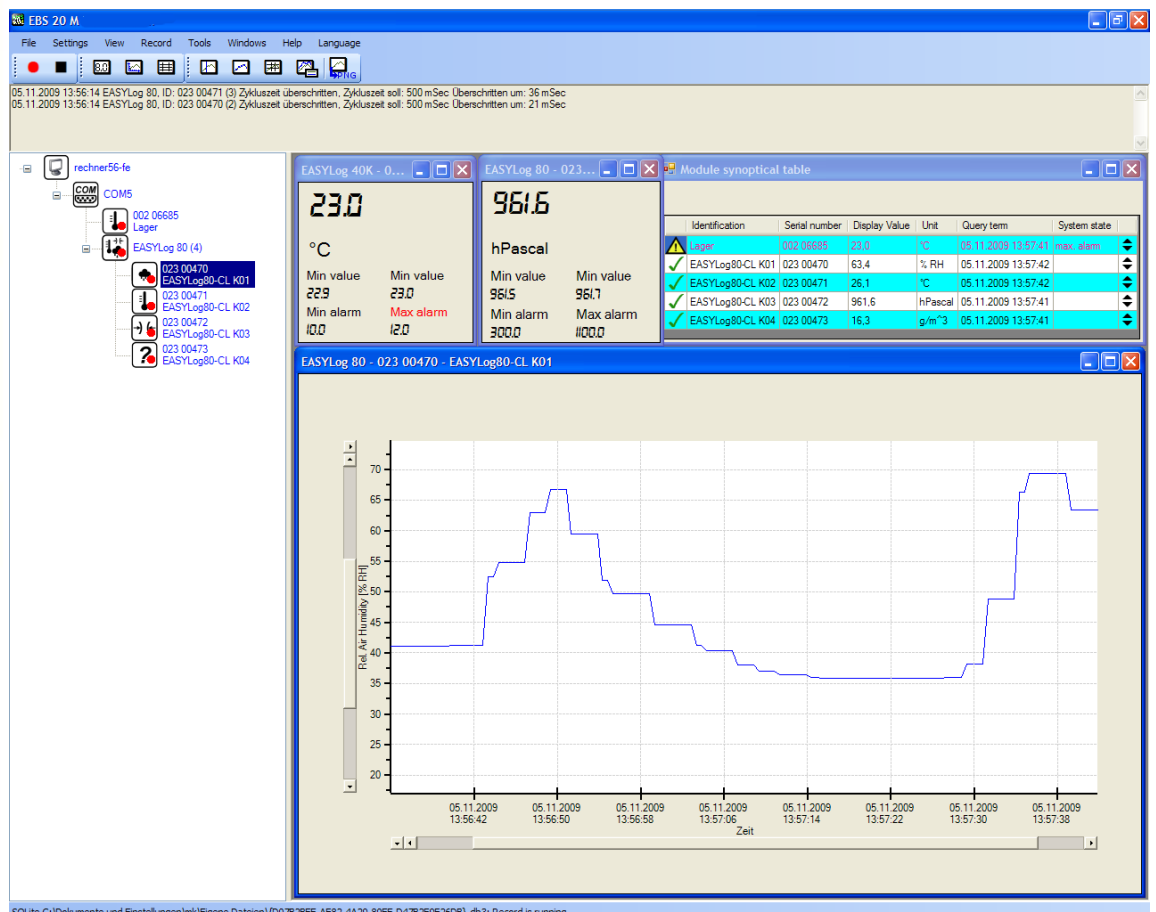 EBS 20 M
File Settings View Record Tools Windows Help Language
8.0
PNG
05.11.2009 13:56:14 EASYLog 80, ID: 023 00471 (3) Zykluszeit überschritten, Zykluszeit soll: 500 mSec Überschritten um: 36 mSec
05.11.2009 13:56:14 EASYLog 80, ID: 023 00470 (2) Zykluszeit überschritten, Zykluszeit soll: 500 mSec Überschritten um: 21 mSec
rechner56-fe
COM
COM5
002 06685
Lager
EASYLog 80 (4)
023 00470
EASYLog80-CL K01
023 00471
EASYLog80-CL K02
023 00472
EASYLog80-CL K03
023 00473
EASYLog80-CL K04
EASYLog 40K - 0...
23.0
°C
Min value Min value
22.9 23.0
Min alarm Max alarm
10.0 12.0
EASYLog 80 - 023...
961.6
hPascal
Min value Min value
961.5 961.7
Min alarm Max alarm
300.0 1100.0
Module synoptical table
Identification Serial number Display Value Unit Query term System state
Lager 002 06685 23,0 °C 05.11.2009 13:57:41 max. alarm
EASYLog80-CL K01 023 00470 63,4 % RH 05.11.2009 13:57:42
EASYLog80-CL K02 023 00471 26,1 °C 05.11.2009 13:57:42
EASYLog80-CL K03 023 00472 961,6 hPascal 05.11.2009 13:57:41
EASYLog80-CL K04 023 00473 16,3 g/m^3 05.11.2009 13:57:41
EASYLog 80 - 023 00470 - EASYLog80-CL K01
70
65
60
55
50
45
40
35
30
25
20
Rel. Air Humidity [% RH]
05.11.2009 05.11.2009 05.11.2009 05.11.2009 05.11.2009 05.11.2009 05.11.2009 05.11.2009
13:56:42 13:56:50 13:56:58 13:57:06 13:57:14 13:57:22 13:57:30 13:57:38
Zeit